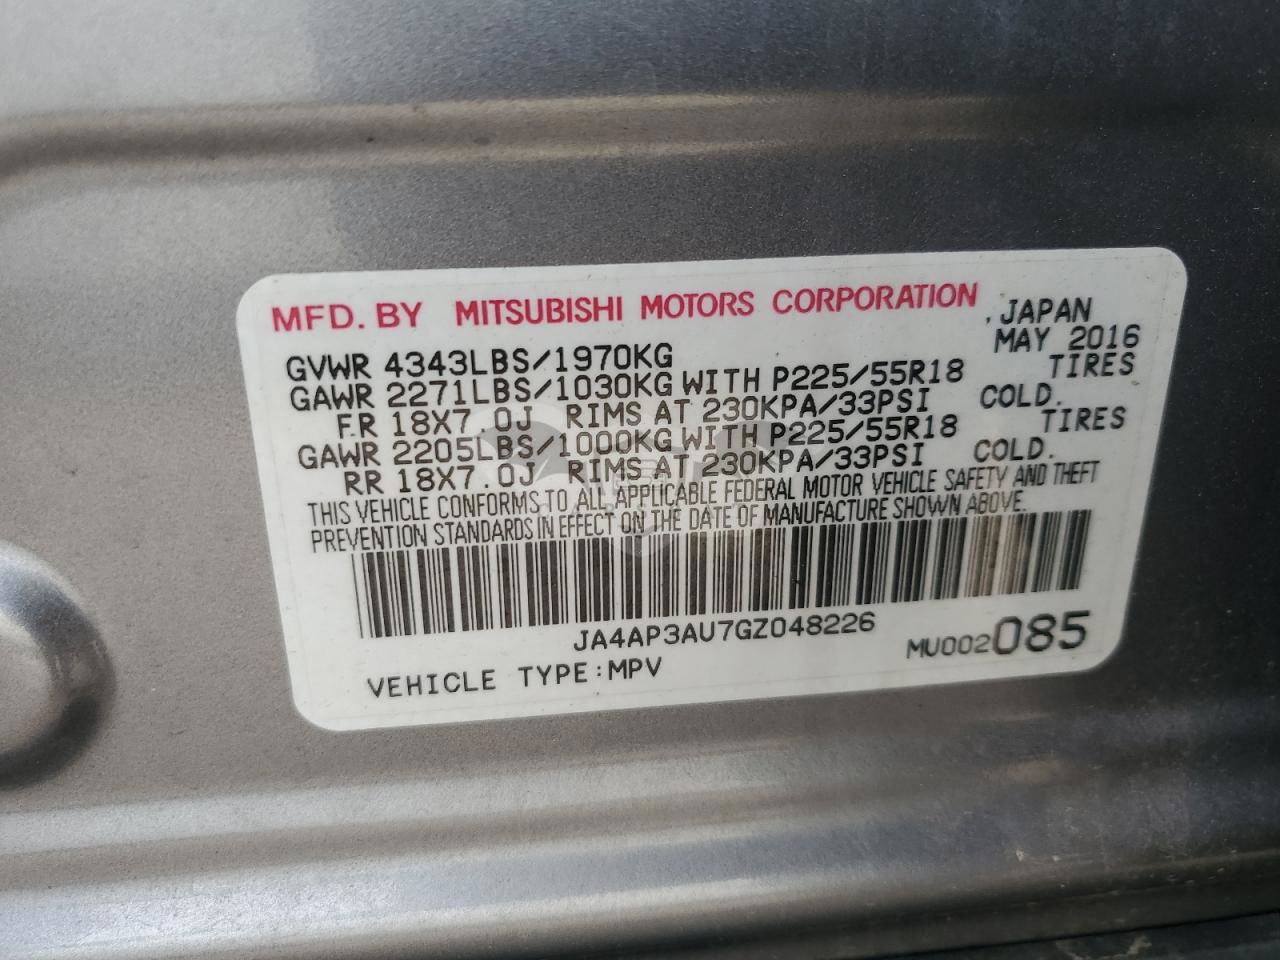 MFD. BY MITSUBISHI MOTORS CORPORATION , JAPAN
GVWR 4343LBS/1970KG MAY 2016
GAWR 2271LBS/1030KG WITH P225/55R18 TIRES
FR 18X7.0J RIMS AT 230KPA/33PSI COLD.
GAWR 2205LBS/1000KG WITH P225/55R18 TIRES
RR 18X7.0J RIMS AT 230KPA/33PSI COLD.
THIS VEHICLE CONFORMS TO ALL APPLICABLE FEDERAL MOTOR VEHICLE SAFETY AND THEFT
PREVENTION STANDARDS IN EFFECT ON THE DATE OF MANUFACTURE SHOWN ABOVE.
JA4AP3AU7GZ048226
MU002085
VEHICLE TYPE:MPV